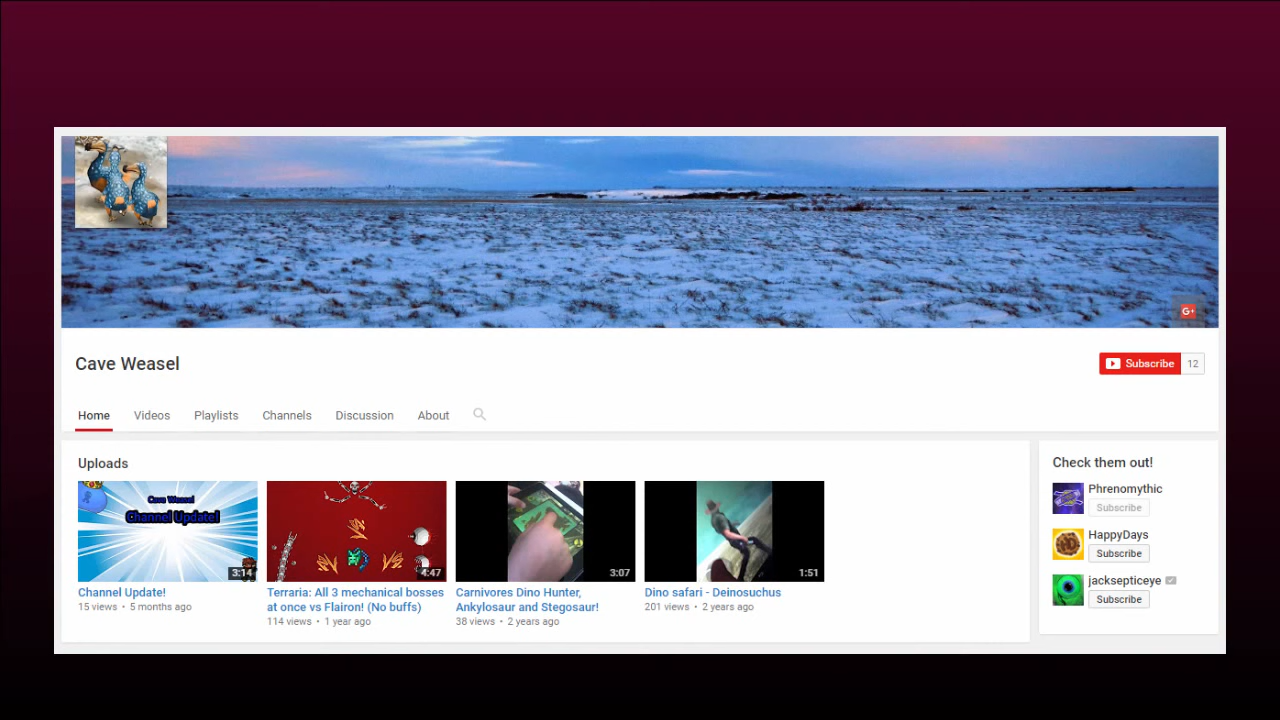 G+
Cave Weasel
Subscribe 12
Home Videos Playlists Channels Discussion About
Uploads
Cave Weasel
Channel Update!
3:14
4:47
3:07
1:51
Channel Update!
15 views • 5 months ago
Terraria: All 3 mechanical bosses
at once vs Flairon! (No buffs)
114 views • 1 year ago
Carnivores Dino Hunter,
Ankylosaur and Stegosaur!
38 views • 2 years ago
Dino safari - Deinosuchus
201 views • 2 years ago
Check them out!
Phrenomythic
Subscribe
HappyDays
Subscribe
jacksepticeye
Subscribe